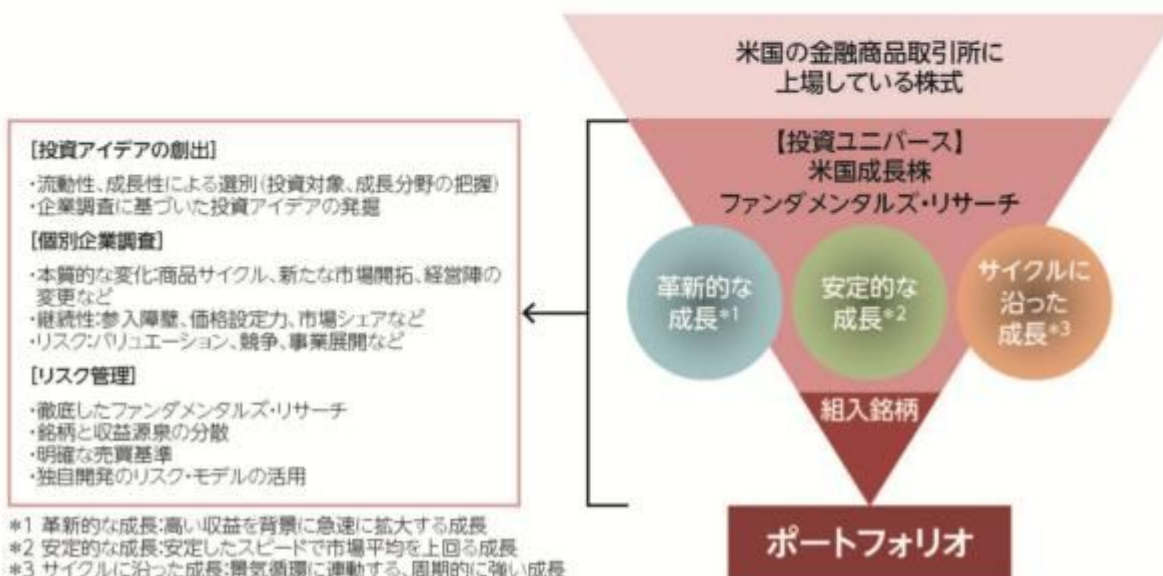 米国の金融商品取引所に
上場している株式
【投資ユニバース】
米国成長株
ファンダメンタルズ・リサーチ
革新的な
成長*1
安定的な
成長*2
サイクルに
沿った
成長*3
組入銘柄
ポートフォリオ
[投資アイデアの創出]
・流動性、成長性による選別(投資対象、成長分野の把握)
・企業調査に基づいた投資アイデアの発掘
[個別企業調査]
・本質的な変化:商品サイクル、新たな市場開拓、経営陣の
変更など
・継続性:参入障壁、価格設定力、市場シェアなど
・リスク:バリュエーション、競争、事業展開など
[リスク管理]
・徹底したファンダメンタルズ・リサーチ
・銘柄と収益源泉の分散
・明確な売買基準
・独自開発のリスク・モデルの活用
*1 革新的な成長:高い収益を背景に急速に拡大する成長
*2 安定的な成長:安定したスピードで市場平均を上回る成長
*3 サイクルに沿った成長:景気循環に連動する、周期的に強い成長